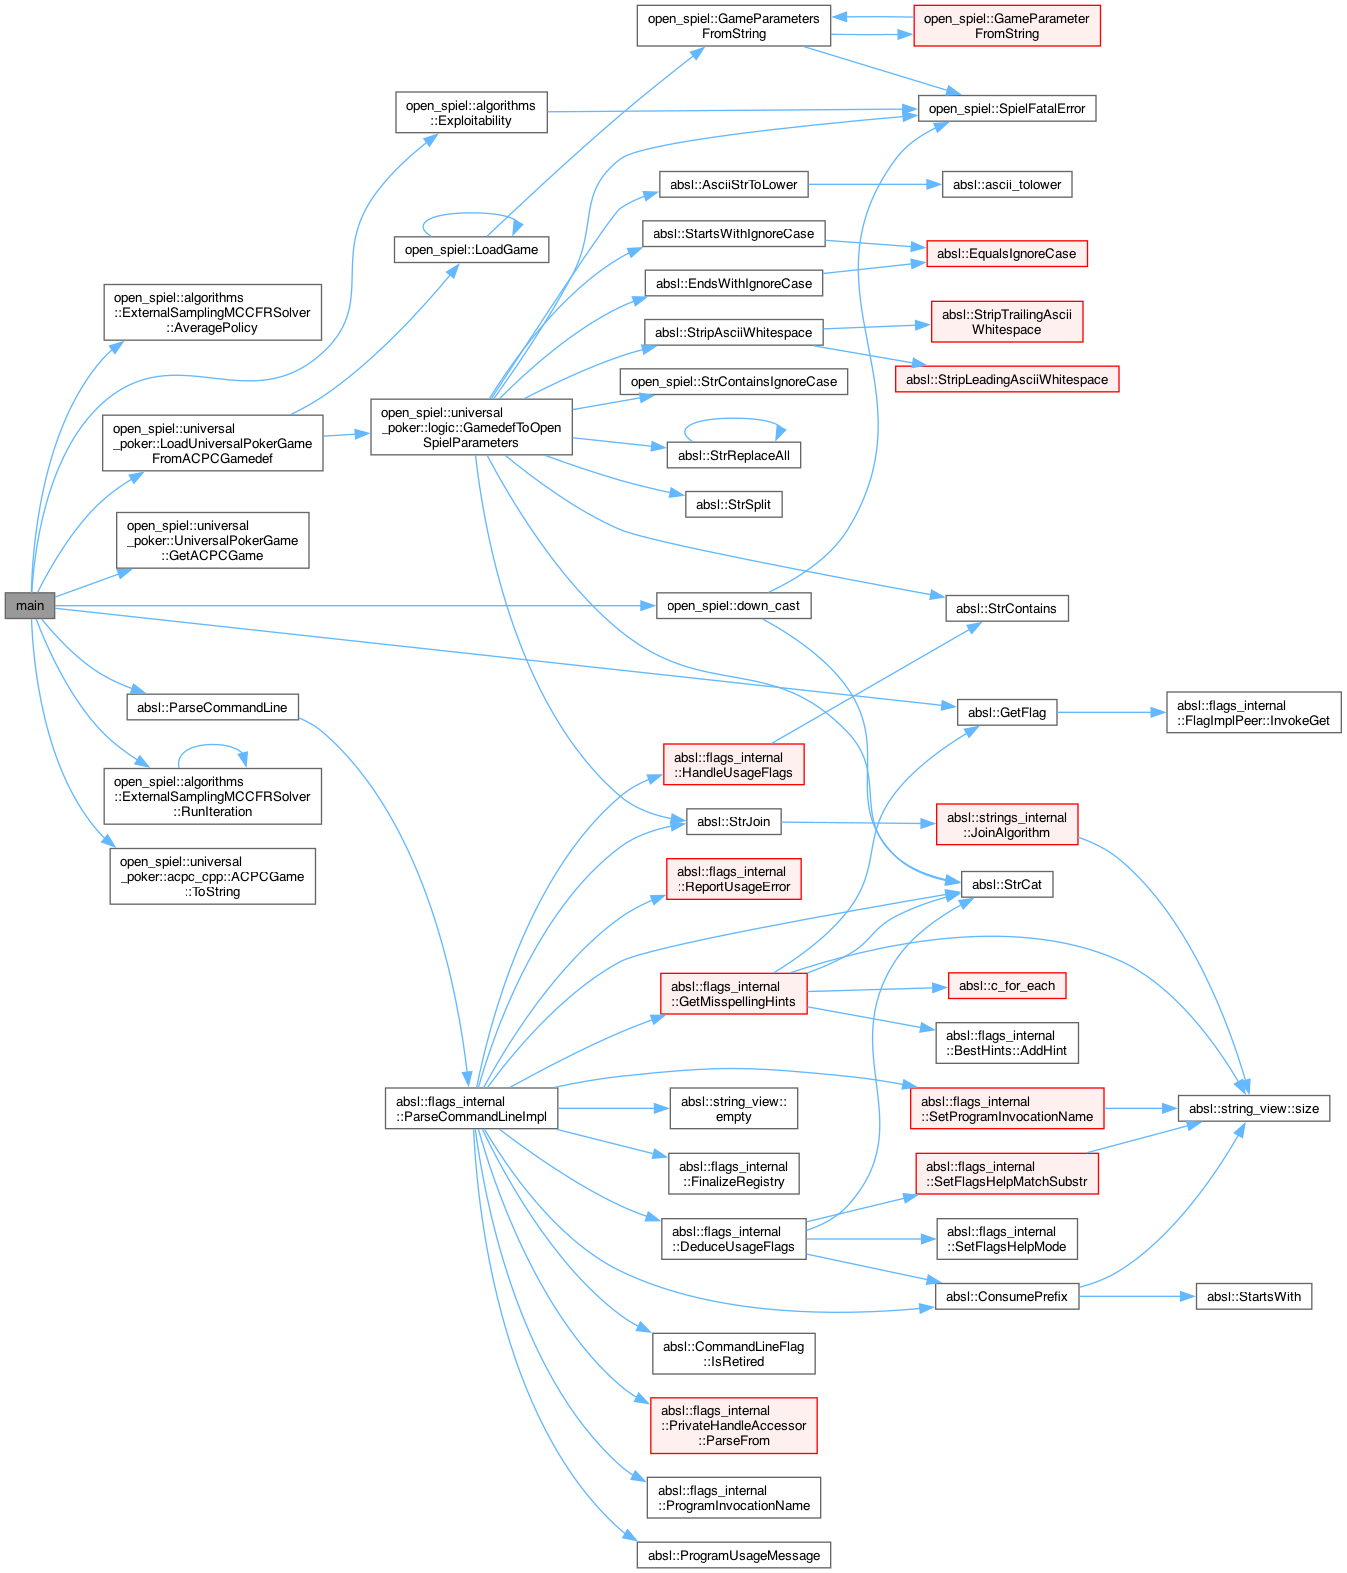 open_spiel::GameParameters
FromString
open_spiel::GameParameter
FromString
open_spiel::algorithms
::Exploitability
open_spiel::SpielFatalError
absl::AsciiStrToLower
absl::ascii_tolower
absl::StartsWithIgnoreCase
open_spiel::LoadGame
absl::EqualsIgnoreCase
absl::EndsWithIgnoreCase
open_spiel::algorithms
::ExternalSamplingMCCFRSolver
::AveragePolicy
absl::StripTrailingAscii
Whitespace
absl::StripAsciiWhitespace
absl::StripLeadingAsciiWhitespace
open_spiel::StrContainsIgnoreCase
open_spiel::universal
_poker::logic::GamedefToOpen
SpielParameters
open_spiel::universal
_poker::LoadUniversalPokerGame
FromACPCGamedef
absl::StrReplaceAll
absl::StrSplit
open_spiel::universal
_poker::UniversalPokerGame
::GetACPCGame
main
open_spiel::down_cast
absl::StrContains
absl::ParseCommandLine
absl::GetFlag
absl::flags_internal
::FlagImplPeer::InvokeGet
absl::flags_internal
::HandleUsageFlags
open_spiel::algorithms
::ExternalSamplingMCCFRSolver
::RunIteration
absl::StrJoin
absl::strings_internal
::JoinAlgorithm
open_spiel::universal
_poker::acpc_cpp::ACPCGame
::ToString
absl::flags_internal
::ReportUsageError
absl::StrCat
absl::flags_internal
::GetMisspellingHints
absl::c_for_each
absl::flags_internal
::BestHints::AddHint
absl::flags_internal
::ParseCommandLineImpl
absl::string_view::
empty
absl::flags_internal
::SetProgramInvocationName
absl::string_view::size
absl::flags_internal
::FinalizeRegistry
absl::flags_internal
::SetFlagsHelpMatchSubstr
absl::flags_internal
::DeduceUsageFlags
absl::flags_internal
::SetFlagsHelpMode
absl::ConsumePrefix
absl::StartsWith
absl::CommandLineFlag
::IsRetired
absl::flags_internal
::PrivateHandleAccessor
::ParseFrom
absl::flags_internal
::ProgramInvocationName
absl::ProgramUsageMessage